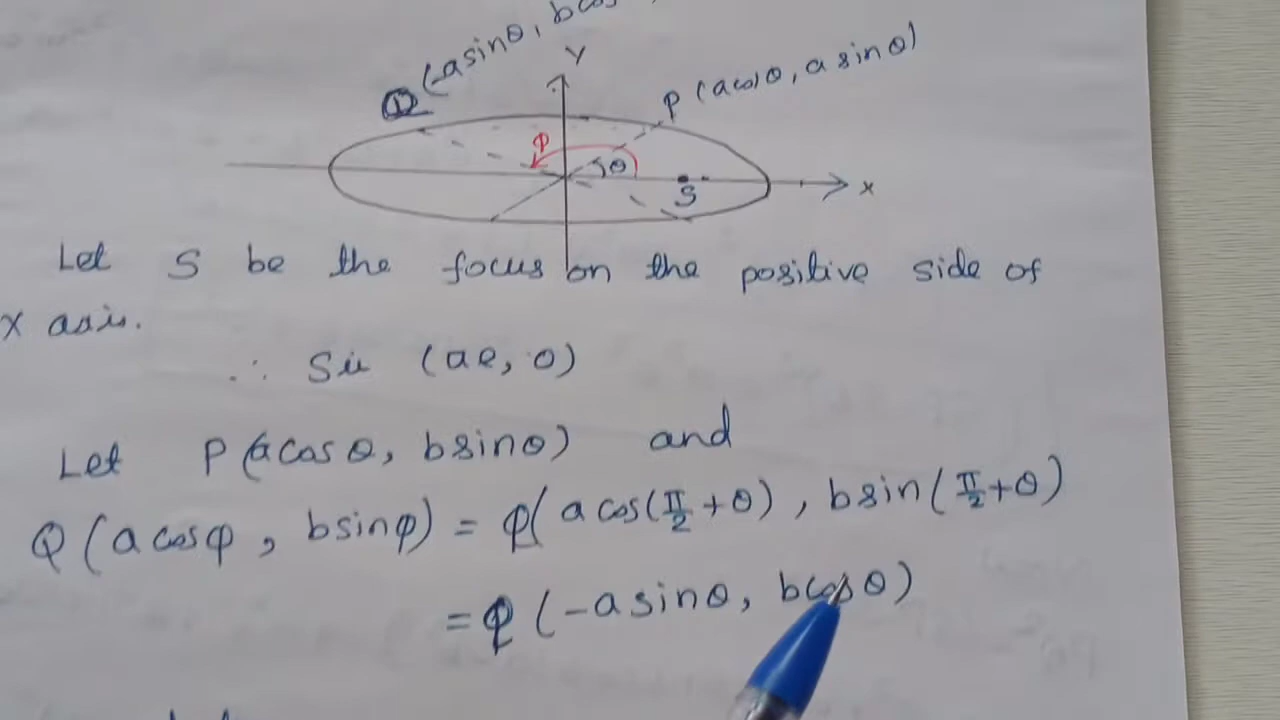 (-asinθ, bcos
Y
P (acosθ, a sinθ)
Q
φ
θ
S
x
Let S be the focus on the positive side of
X axis.
∴ S is (ae, 0)
Let P(acosθ, bsinθ) and
Q (acosφ, bsinφ) = φ(acos(π/2+θ), bsin(π/2+θ)
= Q (-asinθ, bcosθ)